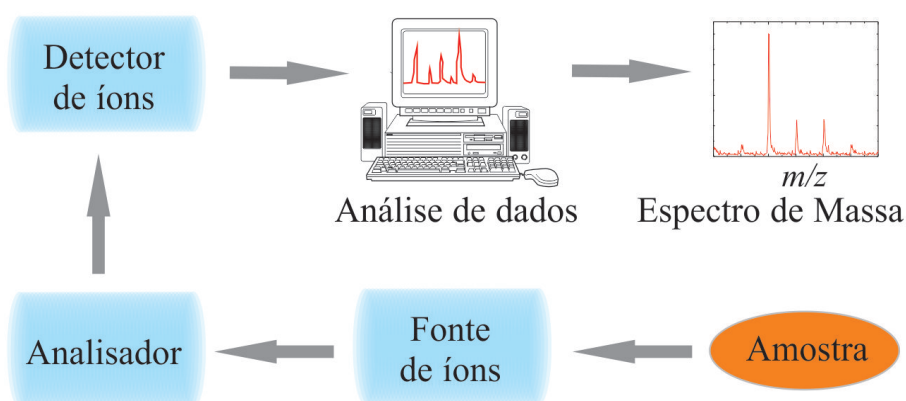 Detector
de íons
Análise de dados
m/z
Espectro de Massa
Analisador
Fonte
de íons
Amostra